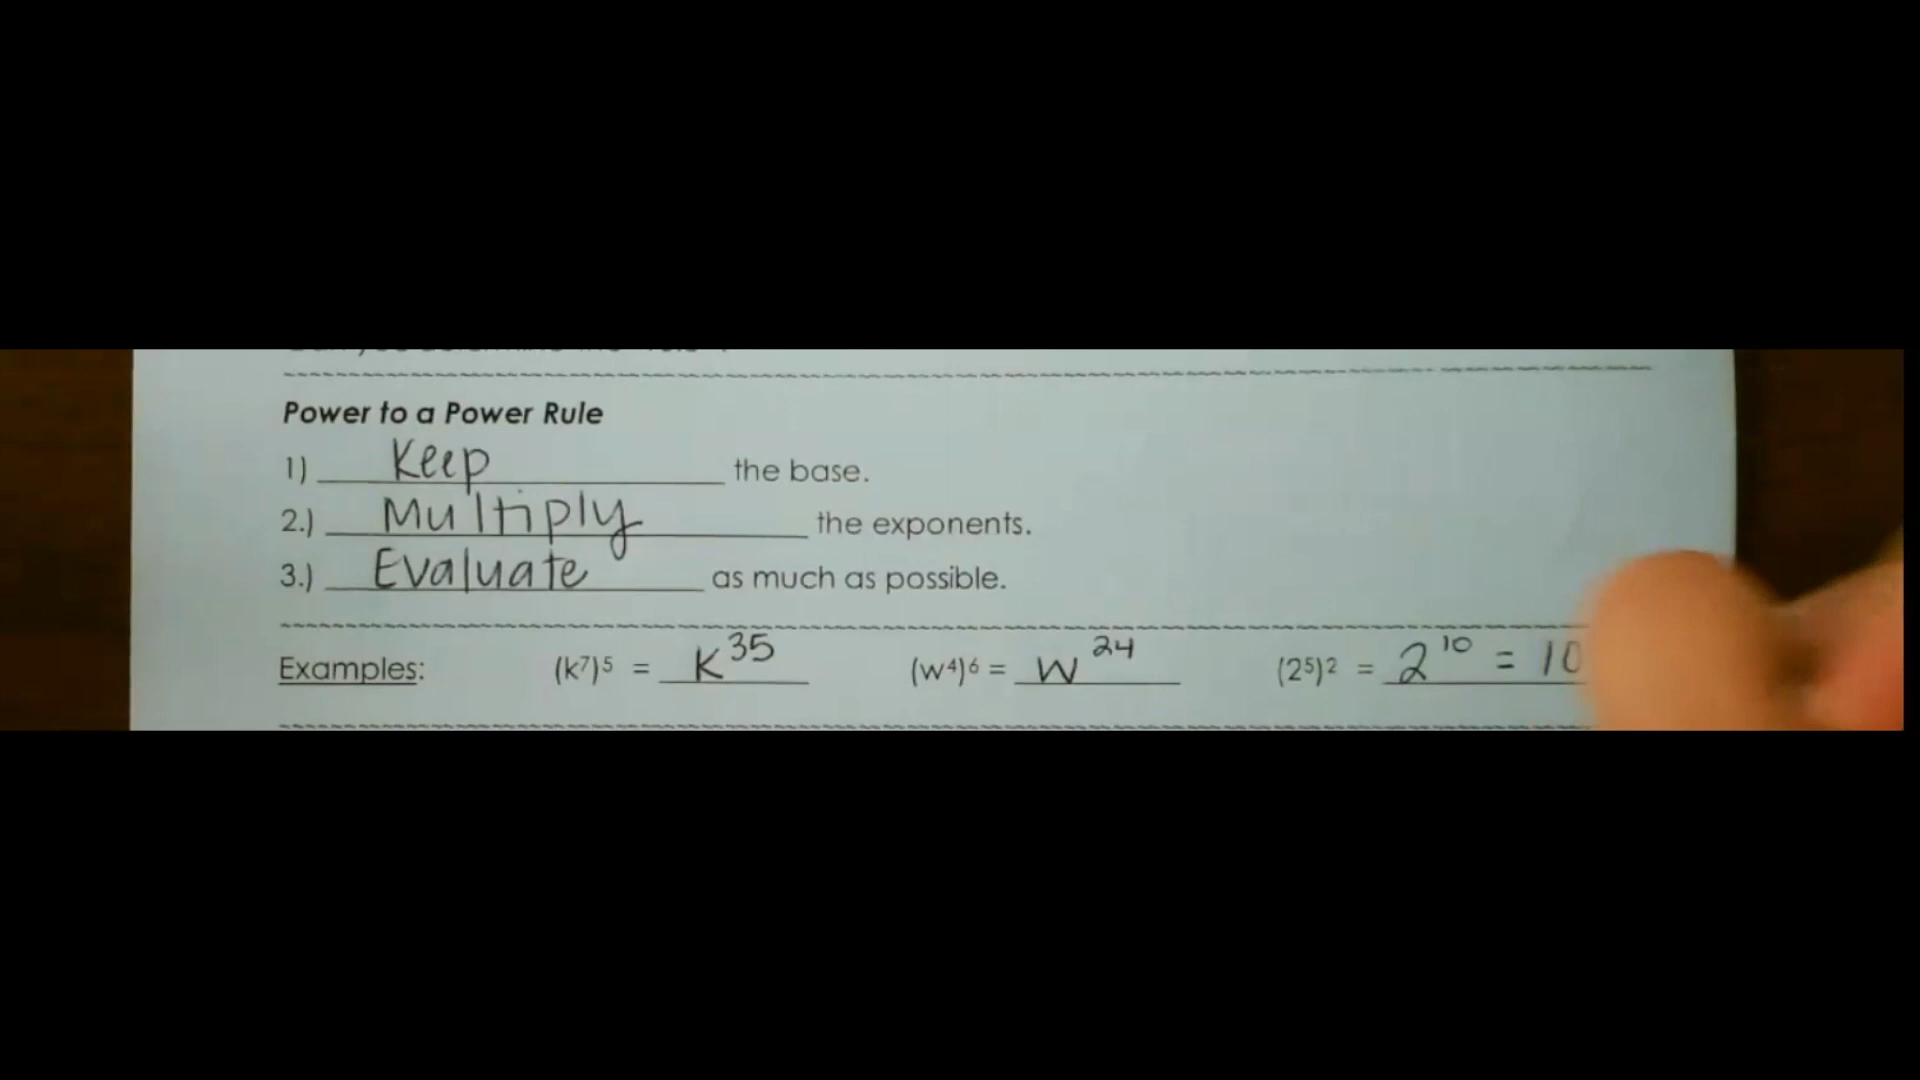 Power to a Power Rule
1) Keep the base.
2.) Multiply the exponents.
3.) Evaluate as much as possible.
Examples: (k⁷)⁵ = K³⁵ (w⁴)⁶ = W²⁴ (2⁵)² = 2¹⁰ = 10